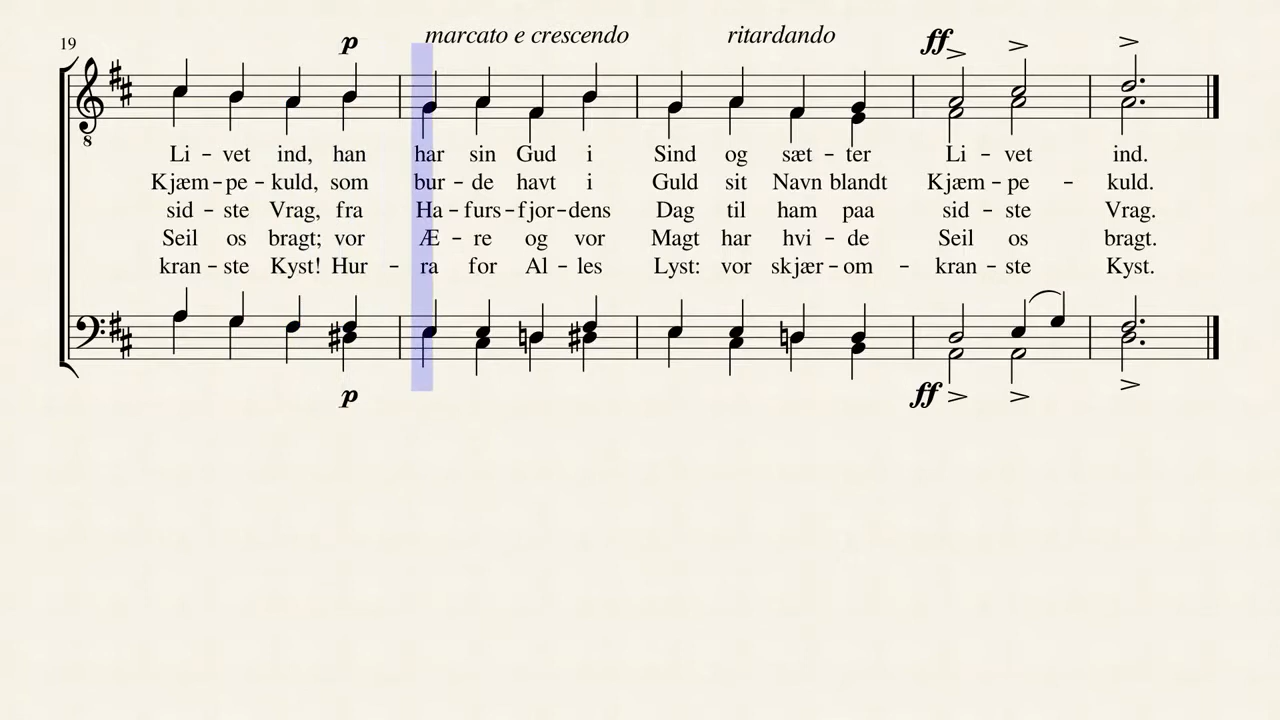 19
p marcato e crescendo ritardando ff
8
Li – vet ind, han har sin Gud i Sind og sæt – ter Li – vet ind.
Kjæm – pe – kuld, som bur – de havt i Guld sit Navn blandt Kjæm – pe – kuld.
sid – ste Vrag, fra Ha – furs – fjor – dens Dag til ham paa sid – ste Vrag.
Seil os bragt; vor Æ – re og vor Magt har hvi – de Seil os bragt.
kran – ste Kyst! Hur – ra for Al – les Lyst: vor skjær – om – kran – ste Kyst.
p ff